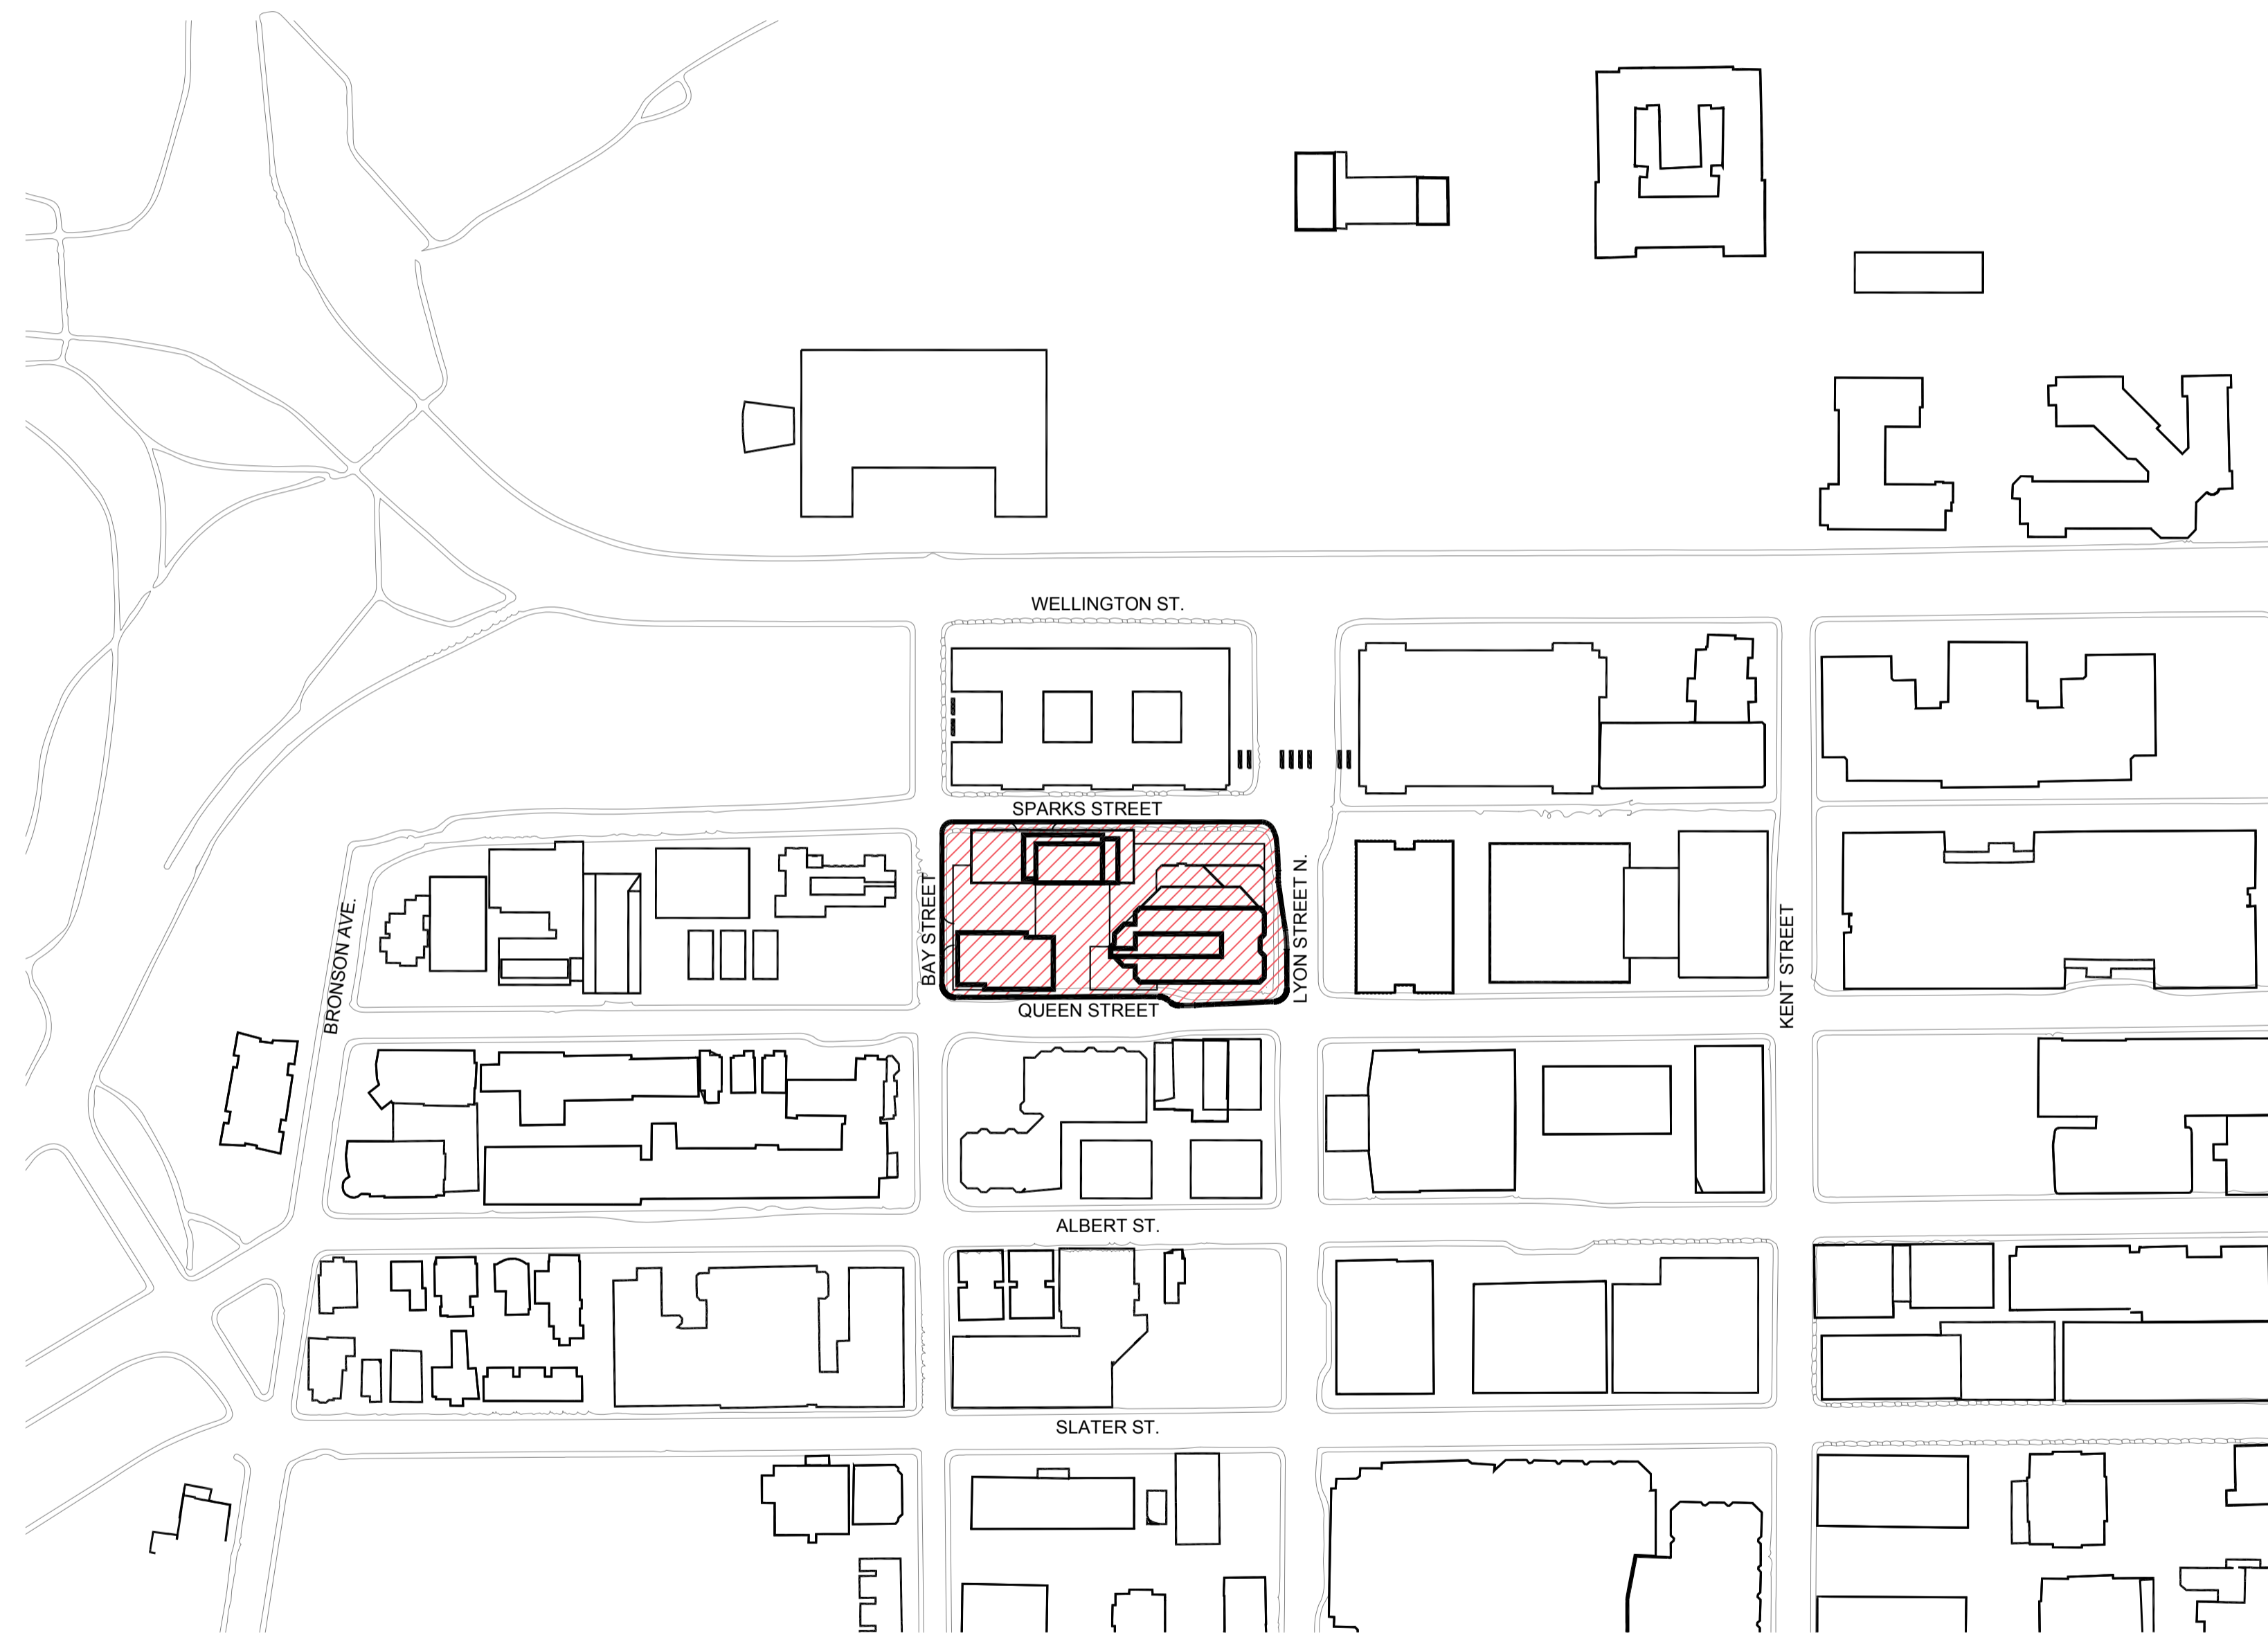 WELLINGTON ST.
SPARKS STREET
BAY STREET
LYON STREET N.
BRONSON AVE.
KENT STREET
QUEEN STREET
ALBERT ST.
SLATER ST.